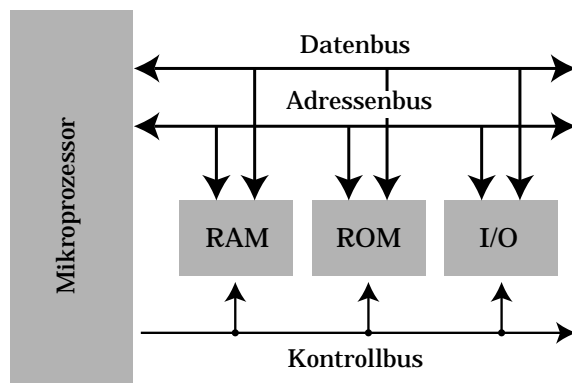 Mikroprozessor
Datenbus
Adressenbus
RAM
ROM
I/O
Kontrollbus